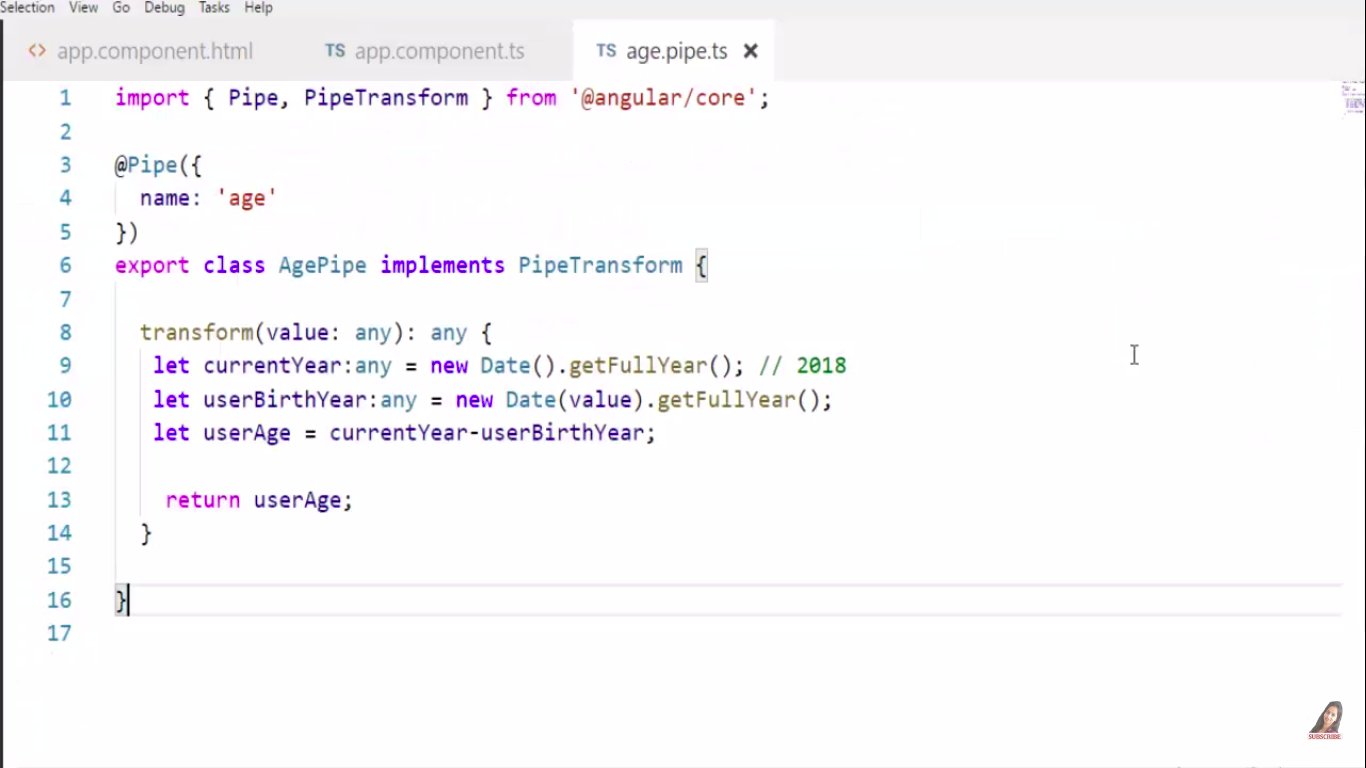 Selection View Go Debug Tasks Help
<> app.component.html TS app.component.ts TS age.pipe.ts ×
1 import { Pipe, PipeTransform } from '@angular/core';
2
3 @Pipe({
4 name: 'age'
5 })
6 export class AgePipe implements PipeTransform {
7
8 transform(value: any): any {
9 let currentYear:any = new Date().getFullYear(); // 2018
10 let userBirthYear:any = new Date(value).getFullYear();
11 let userAge = currentYear-userBirthYear;
12
13 return userAge;
14 }
15
16 }
17
SUBSCRIBE